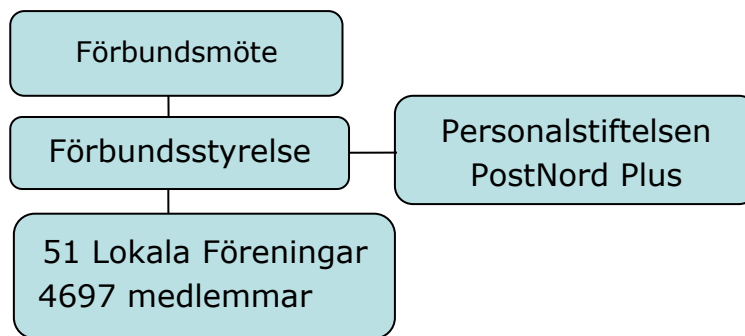 Förbundsmöte
Förbundsstyrelse
Personalstiftelsen
PostNord Plus
51 Lokala Föreningar
4697 medlemmar